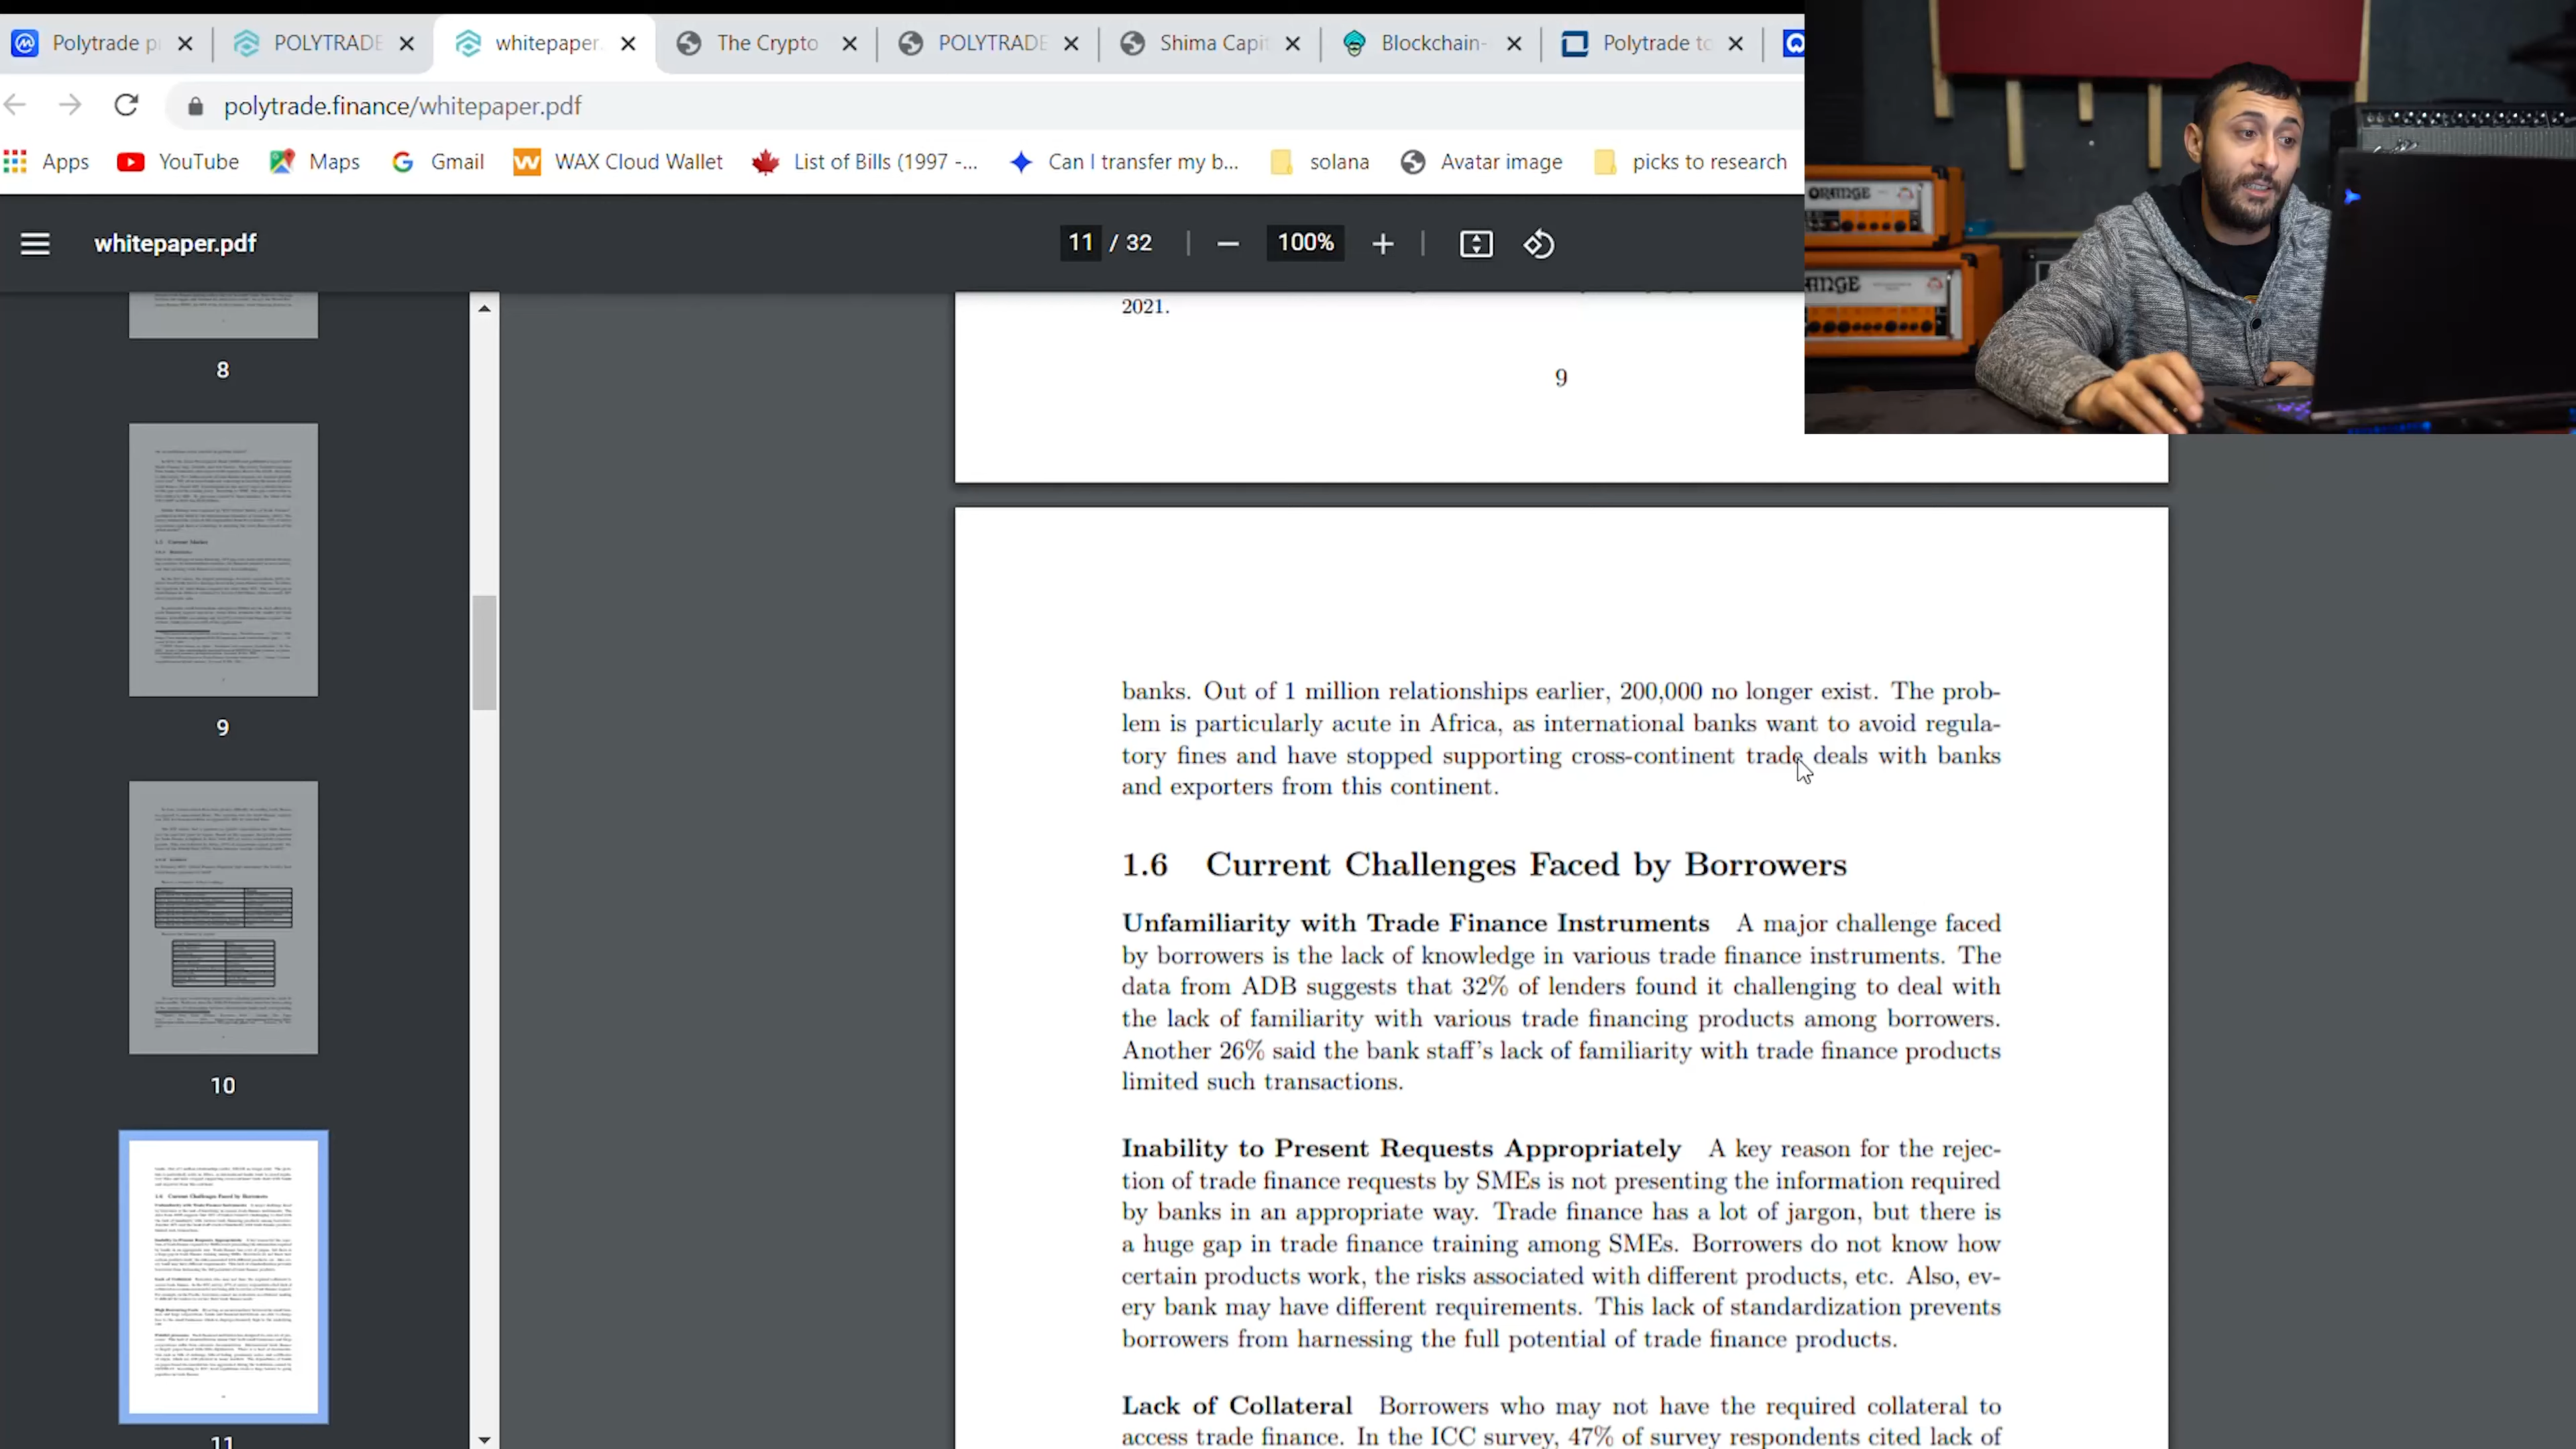 Polytrade p
POLYTRADE
whitepaper.
The Crypto
POLYTRADE
Shima Capi
Blockchain-
Polytrade to
polytrade.finance/whitepaper.pdf
Apps
YouTube
Maps
Gmail
WAX Cloud Wallet
List of Bills (1997 -...
Can I transfer my b...
solana
Avatar image
picks to research
ORANGE
whitepaper.pdf
11 / 32
100%
2021.
9
8
9
10
11
banks. Out of 1 million relationships earlier, 200,000 no longer exist. The prob-
lem is particularly acute in Africa, as international banks want to avoid regula-
tory fines and have stopped supporting cross-continent trade deals with banks
and exporters from this continent.
1.6 Current Challenges Faced by Borrowers
Unfamiliarity with Trade Finance Instruments A major challenge faced
by borrowers is the lack of knowledge in various trade finance instruments. The
data from ADB suggests that 32% of lenders found it challenging to deal with
the lack of familiarity with various trade financing products among borrowers.
Another 26% said the bank staff's lack of familiarity with trade finance products
limited such transactions.
Inability to Present Requests Appropriately A key reason for the rejec-
tion of trade finance requests by SMEs is not presenting the information required
by banks in an appropriate way. Trade finance has a lot of jargon, but there is
a huge gap in trade finance training among SMEs. Borrowers do not know how
certain products work, the risks associated with different products, etc. Also, ev-
ery bank may have different requirements. This lack of standardization prevents
borrowers from harnessing the full potential of trade finance products.
Lack of Collateral Borrowers who may not have the required collateral to
access trade finance. In the ICC survey, 47% of survey respondents cited lack of